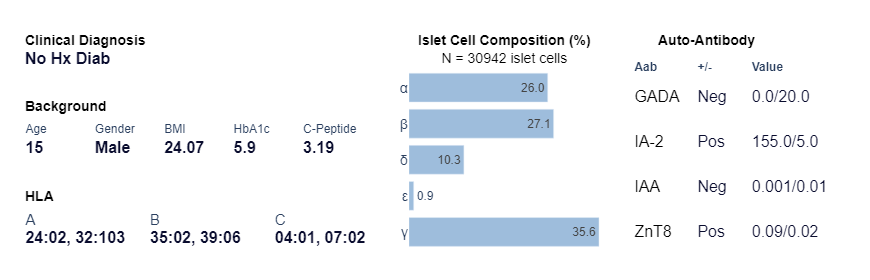 Clinical Diagnosis
No Hx Diab
Background
Age Gender BMI HbA1c C-Peptide
15 Male 24.07 5.9 3.19
HLA
A B C
24:02, 32:103 35:02, 39:06 04:01, 07:02
Islet Cell Composition (%)
N = 30942 islet cells
α 26.0
β 27.1
δ 10.3
ε 0.9
γ 35.6
Auto-Antibody
Aab +/- Value
GADA Neg 0.0/20.0
IA-2 Pos 155.0/5.0
IAA Neg 0.001/0.01
ZnT8 Pos 0.09/0.02